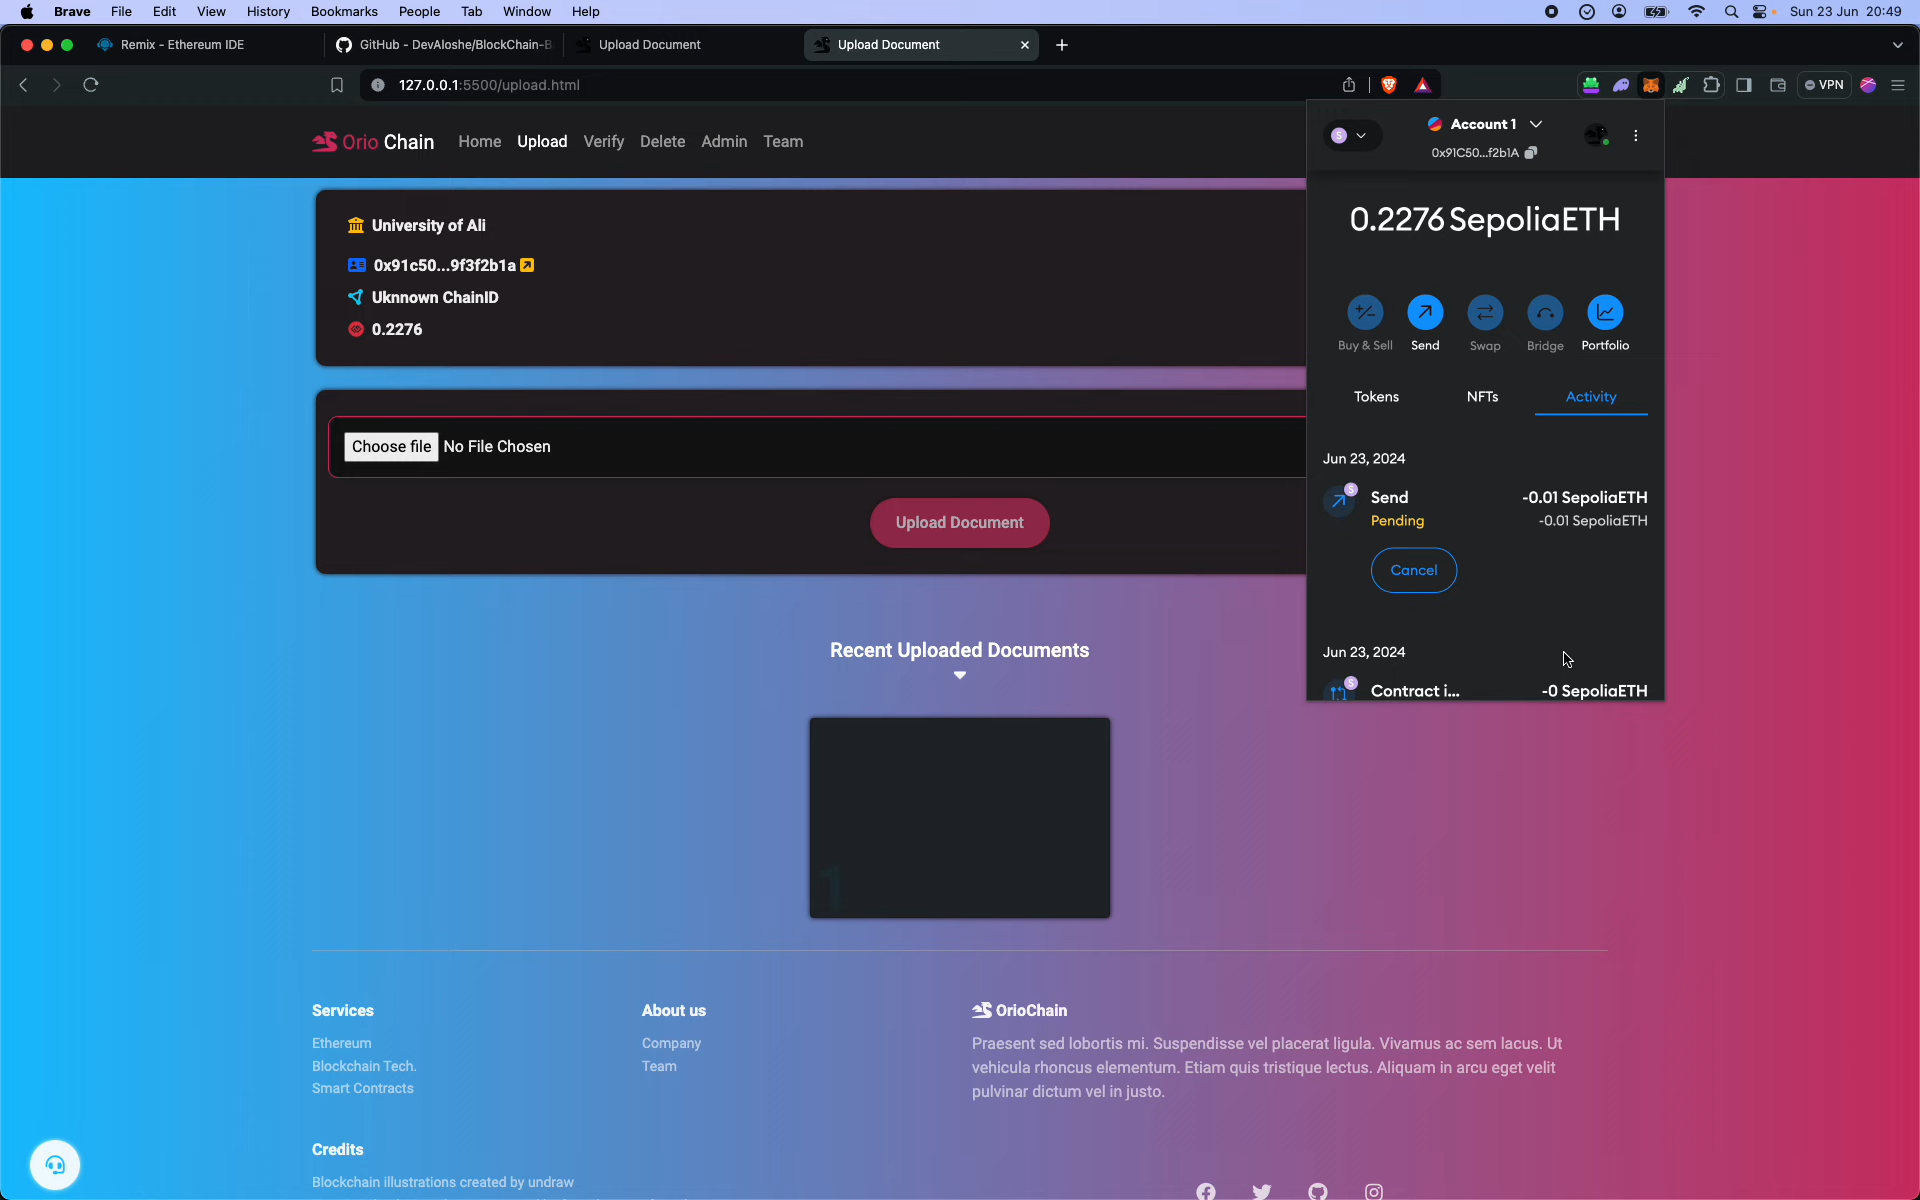 Brave File Edit View History Bookmarks People Tab Window Help Sun 23 Jun 20:49
Remix - Ethereum IDE GitHub - DevAloshe/BlockChain-B Upload Document Upload Document
127.0.0.1:5500/upload.html VPN
Orio Chain Home Upload Verify Delete Admin Team
S Account 1
0x91C50...f2b1A
University of Ali
0x91c50...9f3f2b1a
Uknnown ChainID
0.2276
0.2276 SepoliaETH
Buy & Sell Send Swap Bridge Portfolio
Tokens NFTs Activity
Choose file No File Chosen
Upload Document
Jun 23, 2024
S
Send -0.01 SepoliaETH
Pending -0.01 SepoliaETH
Cancel
Jun 23, 2024
S
Contract i... -0 SepoliaETH
Recent Uploaded Documents
1
Services
Ethereum
Blockchain Tech.
Smart Contracts
About us
Company
Team
OrioChain
Praesent sed lobortis mi. Suspendisse vel placerat ligula. Vivamus ac sem lacus. Ut
vehicula rhoncus elementum. Etiam quis tristique lectus. Aliquam in arcu eget velit
pulvinar dictum vel in justo.
Credits
Blockchain illustrations created by undraw